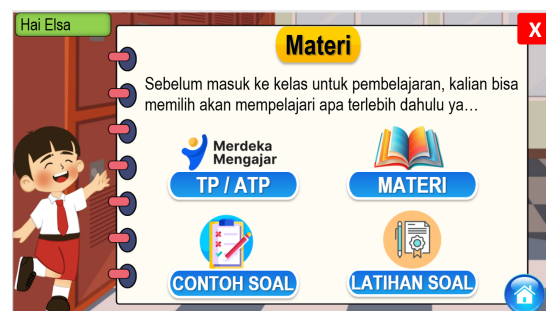 Hai Elsa
X
Materi
Sebelum masuk ke kelas untuk pembelajaran, kalian bisa
memilih akan mempelajari apa terlebih dahulu ya…
Merdeka
Mengajar
TP / ATP
MATERI
CONTOH SOAL
LATIHAN SOAL